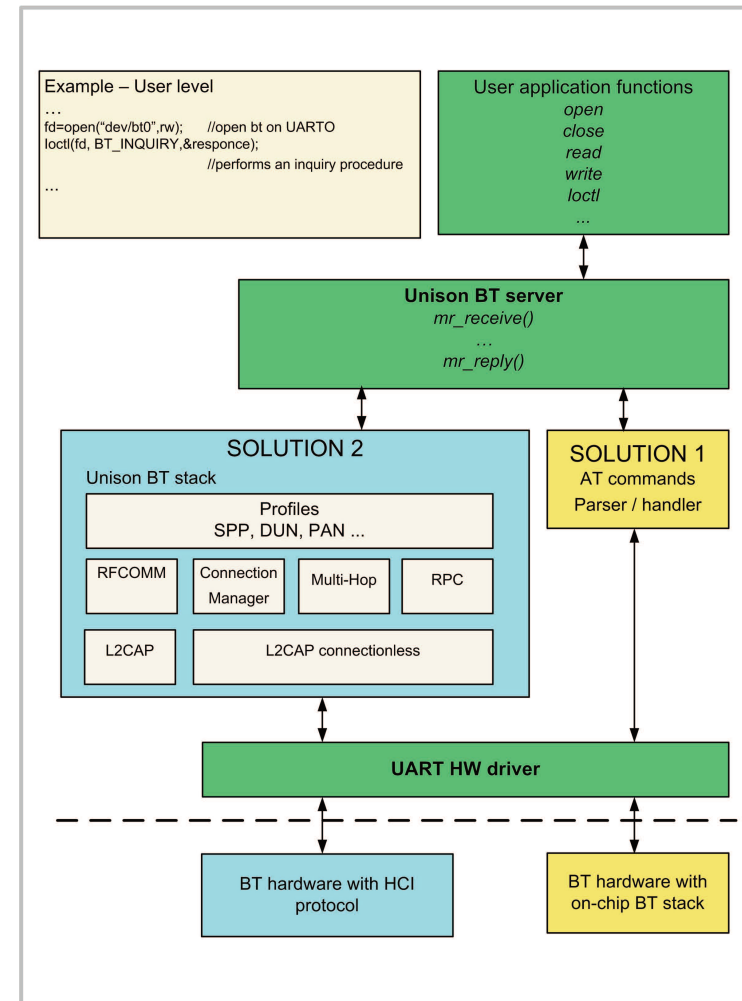 Example – User level
…
fd=open(“dev/bt0”,rw); //open bt on UARTO
Ioctl(fd, BT_INQUIRY,&responce);
//performs an inquiry procedure
...
User application functions
open
close
read
write
Ioctl
...
Unison BT server
mr_receive()
…
mr_reply()
SOLUTION 2
Unison BT stack
Profiles
SPP, DUN, PAN ...
RFCOMM
Connection
Manager
Multi-Hop
RPC
L2CAP
L2CAP connectionless
SOLUTION 1
AT commands
Parser / handler
UART HW driver
BT hardware with HCI
protocol
BT hardware with
on-chip BT stack